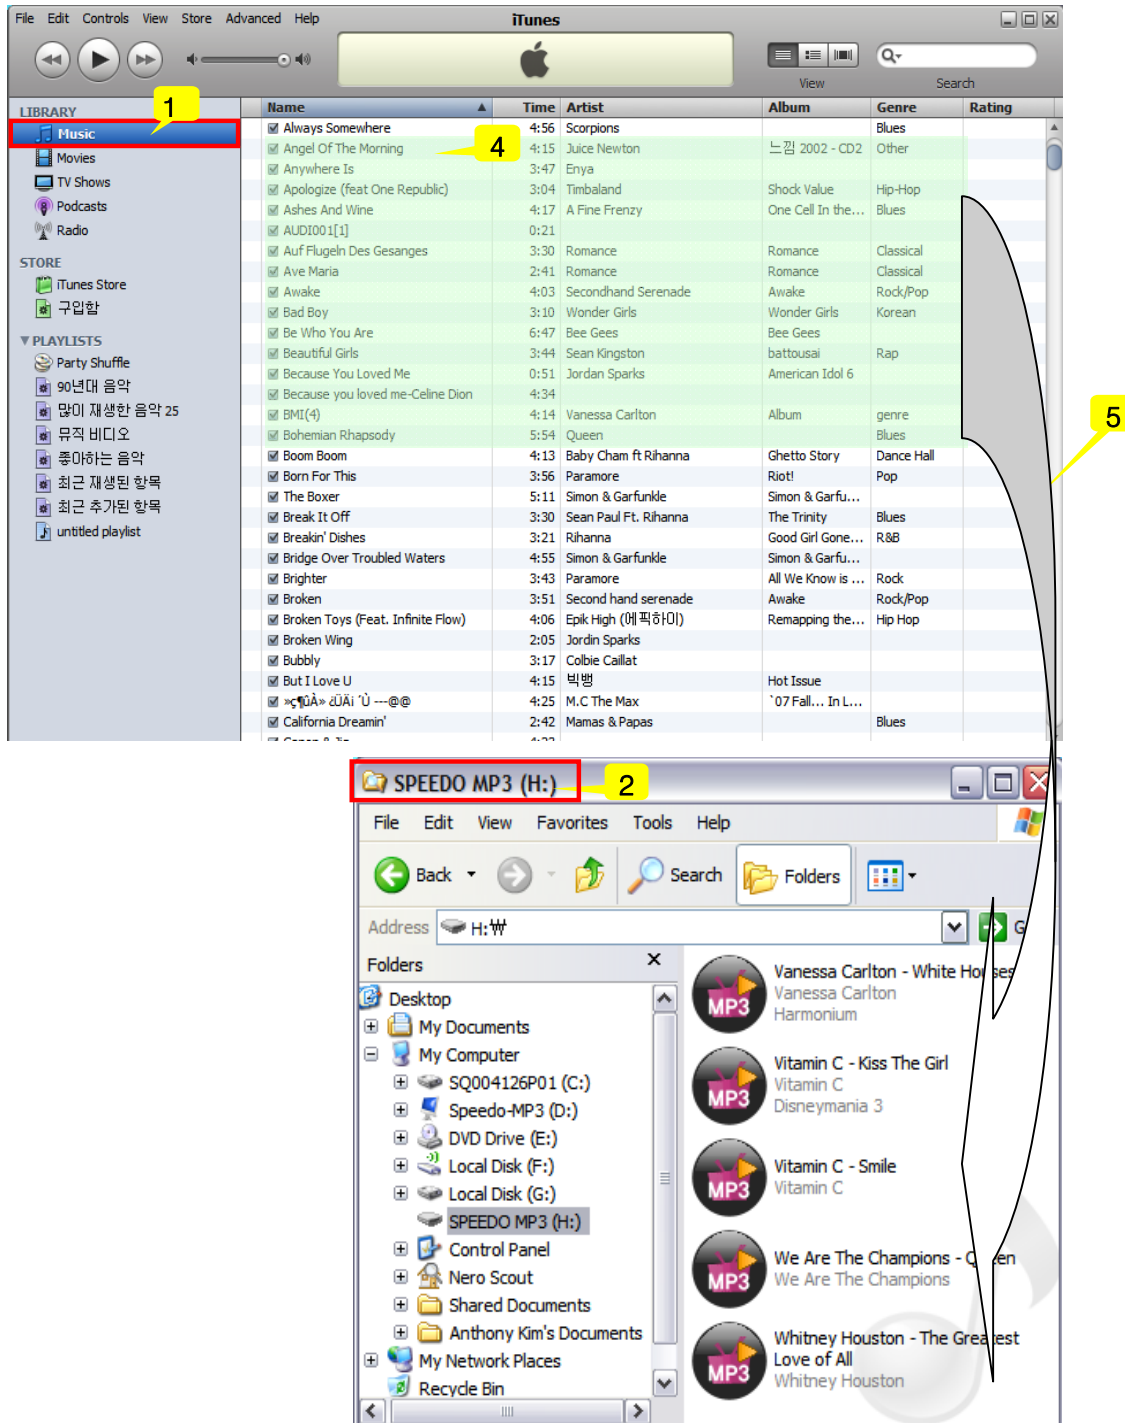 File Edit Controls View Store Advanced Help iTunes
View Search
1
LIBRARY
Music
Movies
TV Shows
Podcasts
Radio
STORE
iTunes Store
구입함
PLAYLISTS
Party Shuffle
90년대 음악
많이 재생한 음악 25
뮤직 비디오
좋아하는 음악
최근 재생된 항목
최근 추가된 항목
untitled playlist
Name Time Artist Album Genre Rating
Always Somewhere 4:56 Scorpions Blues
4
Angel Of The Morning 4:15 Juice Newton 느낌 2002 - CD2 Other
Anywhere Is 3:47 Enya
Apologize (feat One Republic) 3:04 Timbaland Shock Value Hip-Hop
Ashes And Wine 4:17 A Fine Frenzy One Cell In the... Blues
AUDIO01[1] 0:21
Auf Flugeln Des Gesanges 3:30 Romance Romance Classical
Ave Maria 2:41 Romance Romance Classical
Awake 4:03 Secondhand Serenade Awake Rock/Pop
Bad Boy 3:10 Wonder Girls Wonder Girls Korean
Be Who You Are 6:47 Bee Gees Bee Gees
Beautiful Girls 3:44 Sean Kingston battousai Rap
Because You Loved Me 0:51 Jordan Sparks American Idol 6
Because you loved me-Celine Dion 4:34
BMI(4) 4:14 Vanessa Carlton Album genre
Bohemian Rhapsody 5:54 Queen Blues
Boom Boom 4:13 Baby Cham ft Rihanna Ghetto Story Dance Hall
Born For This 3:56 Paramore Riot! Pop
The Boxer 5:11 Simon & Garfunkle Simon & Garfu...
Break It Off 3:30 Sean Paul Ft. Rihanna The Trinity Blues
Breakin' Dishes 3:21 Rihanna Good Girl Gone... R&B
Bridge Over Troubled Waters 4:55 Simon & Garfunkle Simon & Garfu...
Brighter 3:43 Paramore All We Know is ... Rock
Broken 3:51 Second hand serenade Awake Rock/Pop
Broken Toys (Feat. Infinite Flow) 4:06 Epik High (에픽하이) Remapping the... Hip Hop
Broken Wing 2:05 Jordin Sparks
Bubbly 3:17 Colbie Caillat
But I Love U 4:15 빅뱅 Hot Issue
»ç¶ûÀ» ¿ÜÄ¡ ´Ù ---@@ 4:25 M.C The Max `07 Fall... In L...
California Dreamin' 2:42 Mamas & Papas Blues
5
SPEEDO MP3 (H:)
2
File Edit View Favorites Tools Help
Back Search Folders
Address H:₩ G
Folders
Desktop
My Documents
My Computer
SQ004126P01 (C:)
Speedo-MP3 (D:)
DVD Drive (E:)
Local Disk (F:)
Local Disk (G:)
SPEEDO MP3 (H:)
Control Panel
Nero Scout
Shared Documents
Anthony Kim's Documents
My Network Places
Recycle Bin
MP3
Vanessa Carlton - White Houses
Vanessa Carlton
Harmonium
MP3
Vitamin C - Kiss The Girl
Vitamin C
Disneymania 3
MP3
Vitamin C - Smile
Vitamin C
MP3
We Are The Champions - Queen
We Are The Champions
MP3
Whitney Houston - The Greatest
Love of All
Whitney Houston